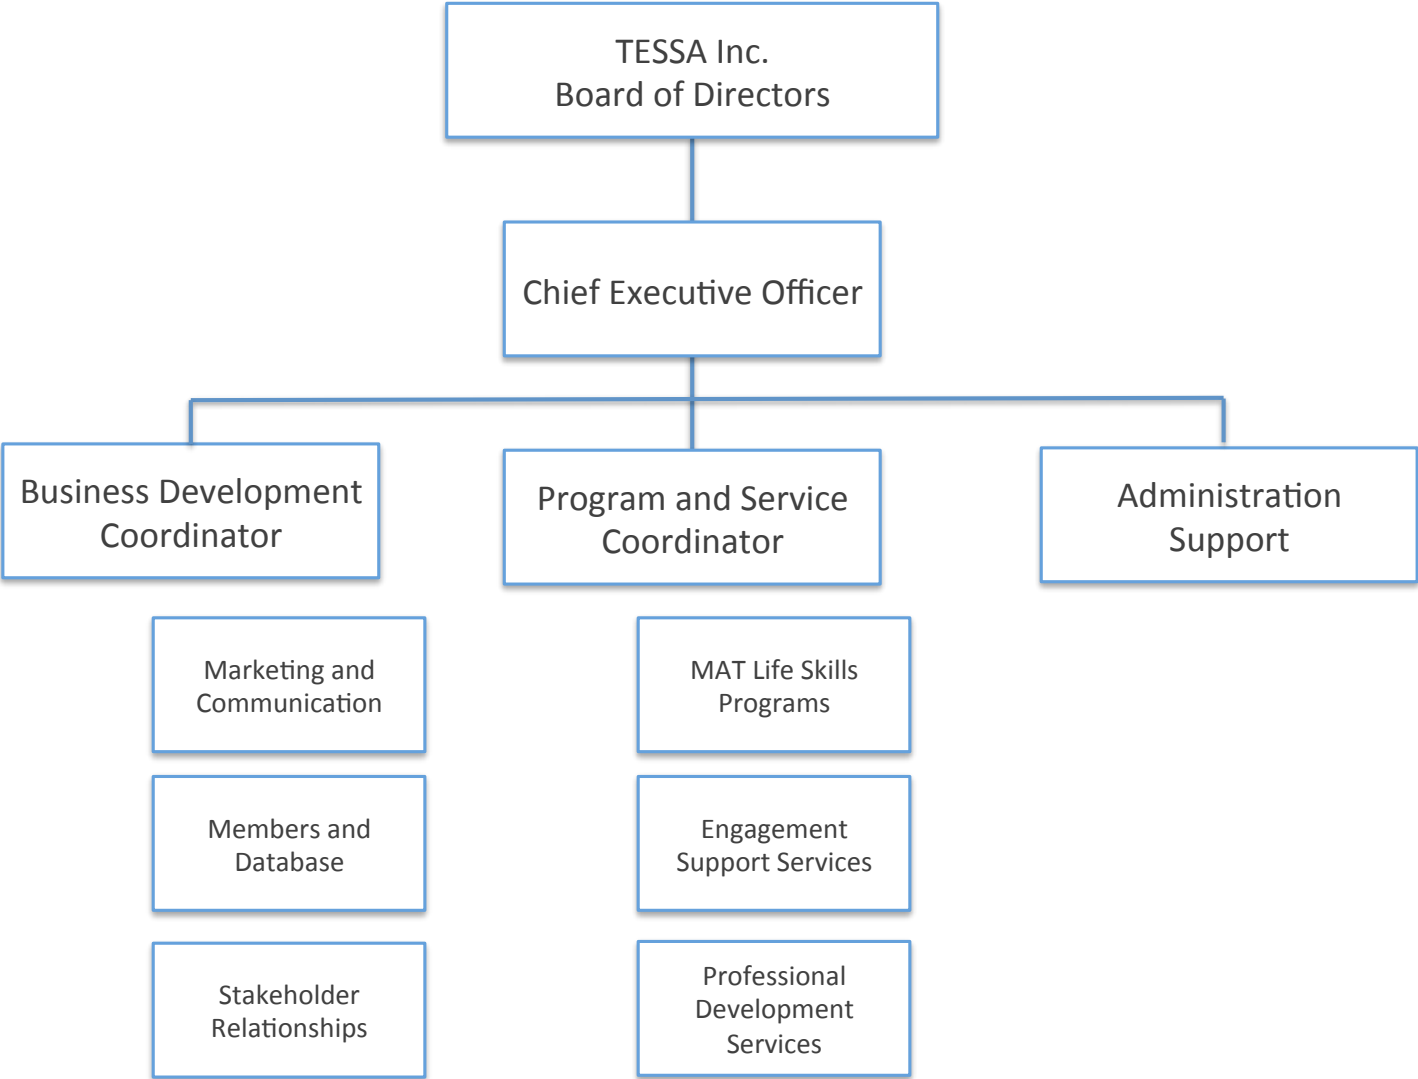 TESSA Inc.
Board of Directors
Chief Executive Officer
Business Development
Coordinator
Program and Service
Coordinator
Administration
Support
Marketing and
Communication
MAT Life Skills
Programs
Members and
Database
Engagement
Support Services
Stakeholder
Relationships
Professional
Development
Services